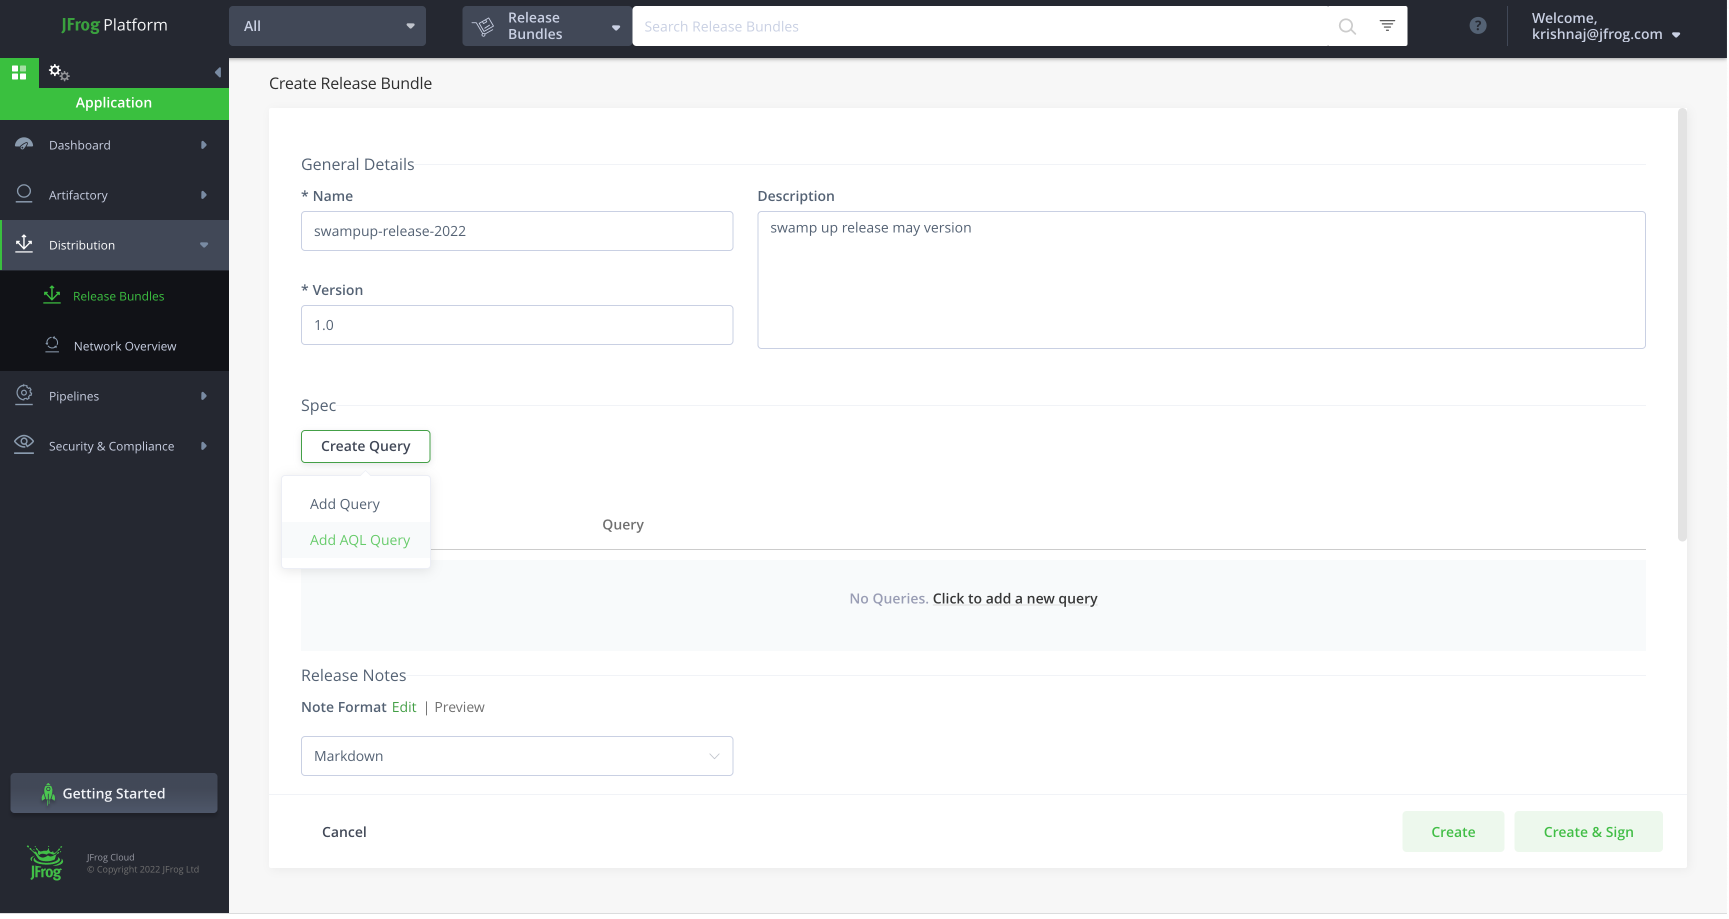 JFrog Platform
All
Release
Bundles
Search Release Bundles
?
Welcome,
krishnaj@jfrog.com
Application
Dashboard
Artifactory
Distribution
Release Bundles
Network Overview
Pipelines
Security & Compliance
Getting Started
JFrog
JFrog Cloud
© Copyright 2022 JFrog Ltd
Create Release Bundle
General Details
* Name
swampup-release-2022
Description
swamp up release may version
* Version
1.0
Spec
Create Query
Add Query
Add AQL Query
Query
No Queries. Click to add a new query
Release Notes
Note Format Edit | Preview
Markdown
Cancel
Create
Create & Sign